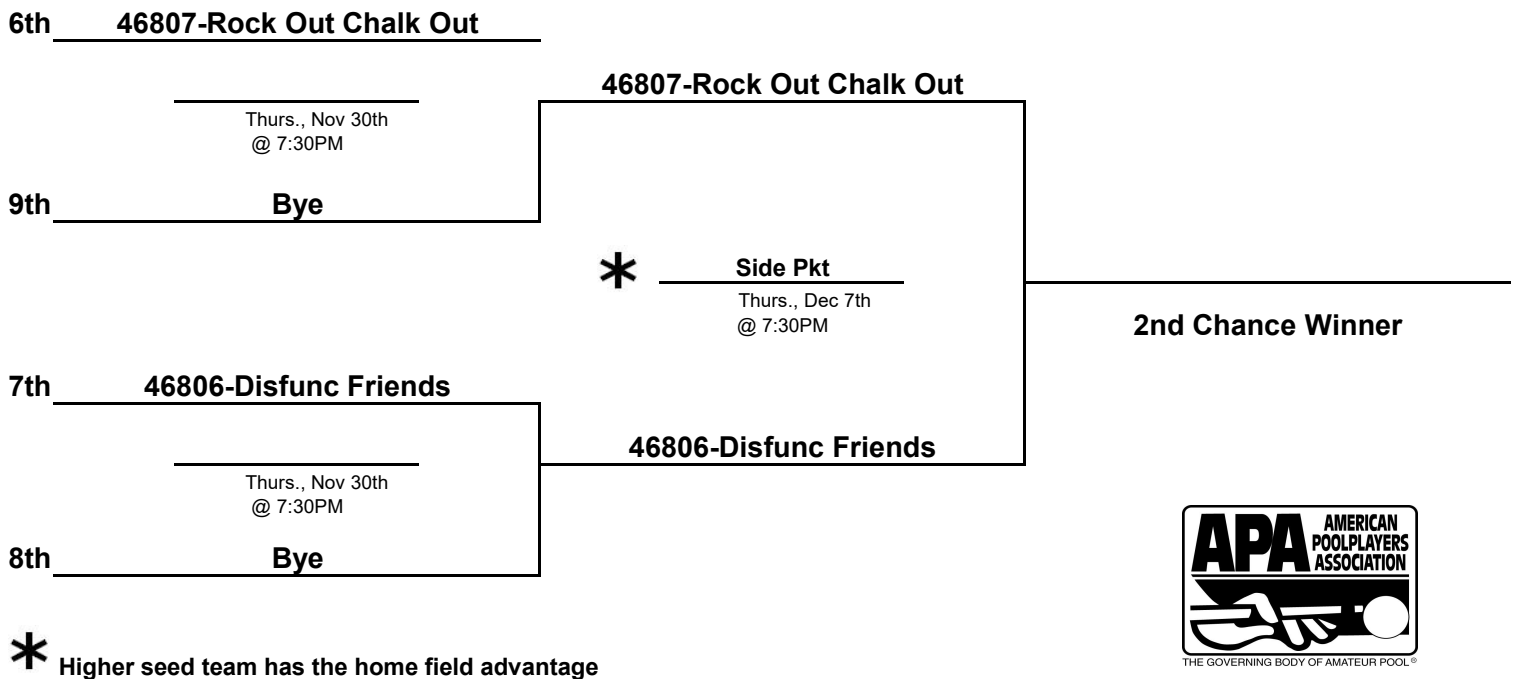 6th 46807-Rock Out Chalk Out
46807-Rock Out Chalk Out
Thurs., Nov 30th
@ 7:30PM
9th Bye
* Side Pkt
Thurs., Dec 7th
@ 7:30PM
2nd Chance Winner
7th 46806-Disfunc Friends
46806-Disfunc Friends
Thurs., Nov 30th
@ 7:30PM
8th Bye
* Higher seed team has the home field advantage
APA
AMERICAN
POOLPLAYERS
ASSOCIATION
THE GOVERNING BODY OF AMATEUR POOL®